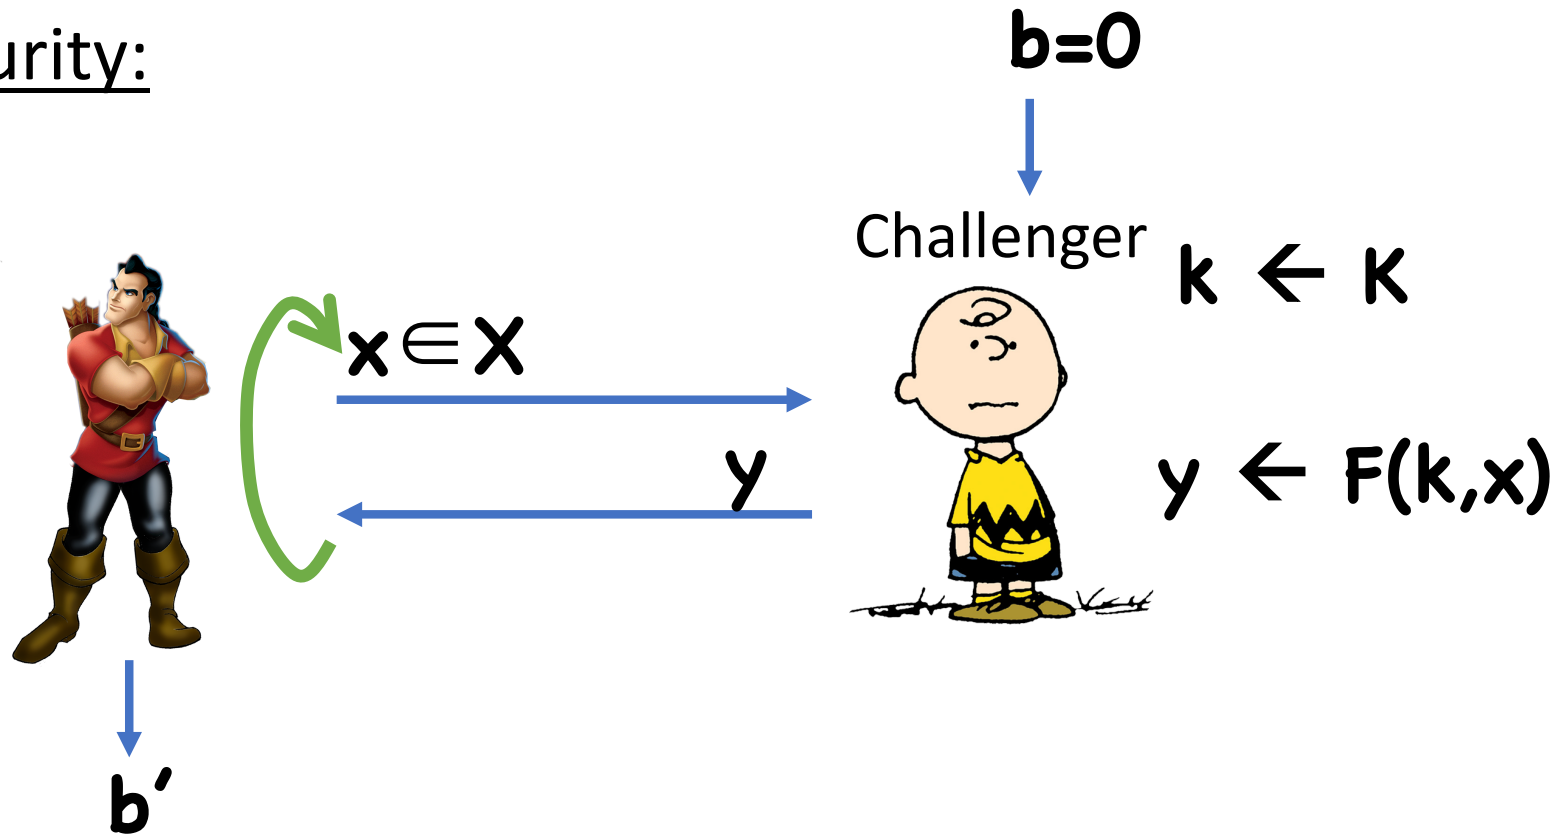 urity:
b=0
Challenger
k ← K
x ∈ X
y
y ← F(k,x)
b′